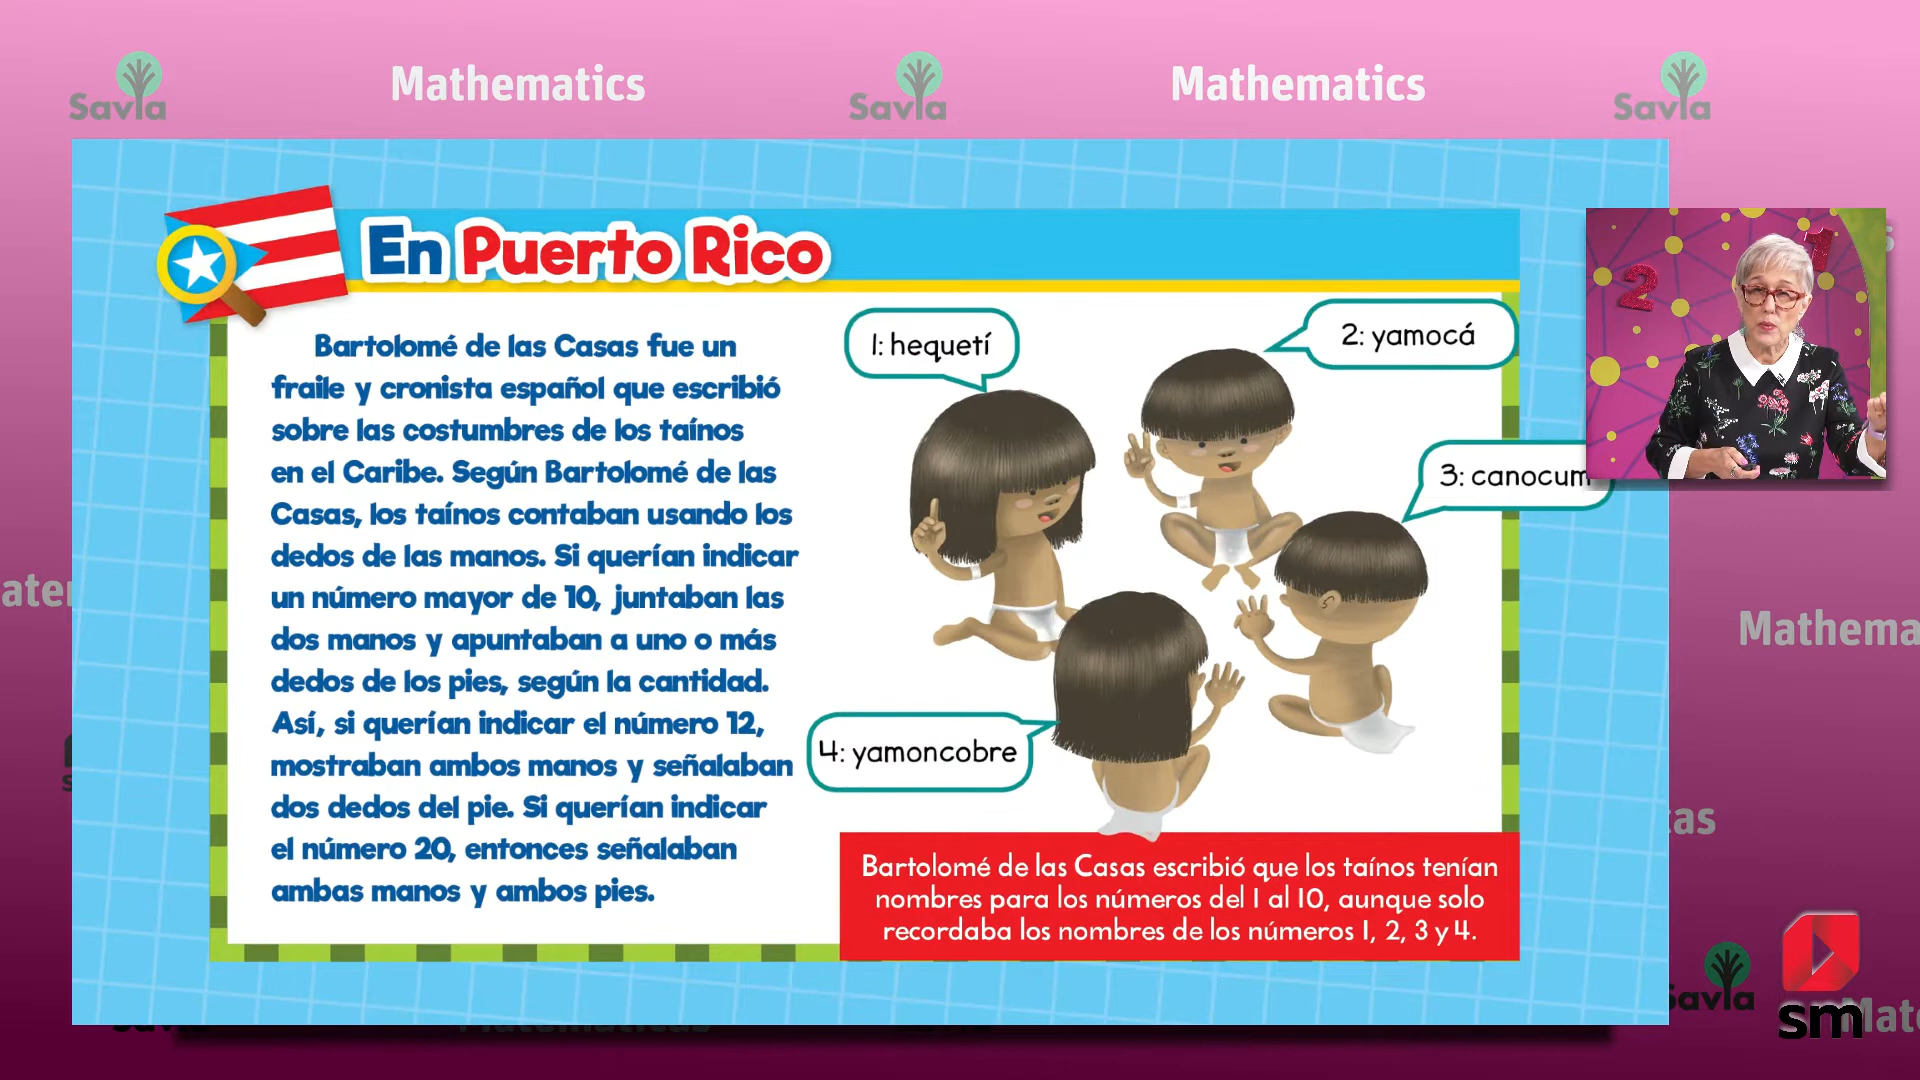 Savia
Mathematics
Savia
Mathematics
Savia
En Puerto Rico
Bartolomé de las Casas fue un
fraile y cronista español que escribió
sobre las costumbres de los taínos
en el Caribe. Según Bartolomé de las
Casas, los taínos contaban usando los
dedos de las manos. Si querían indicar
un número mayor de 10, juntaban las
dos manos y apuntaban a uno o más
dedos de los pies, según la cantidad.
Así, si querían indicar el número 12,
mostraban ambos manos y señalaban
dos dedos del pie. Si querían indicar
el número 20, entonces señalaban
ambas manos y ambos pies.
1: hequetí
2: yamocá
3: canocum
4: yamoncobre
Bartolomé de las Casas escribió que los taínos tenían
nombres para los números del 1 al 10, aunque solo
recordaba los nombres de los números 1, 2, 3 y 4.
2
1
Mathema
cas
Savia
sm
Mat